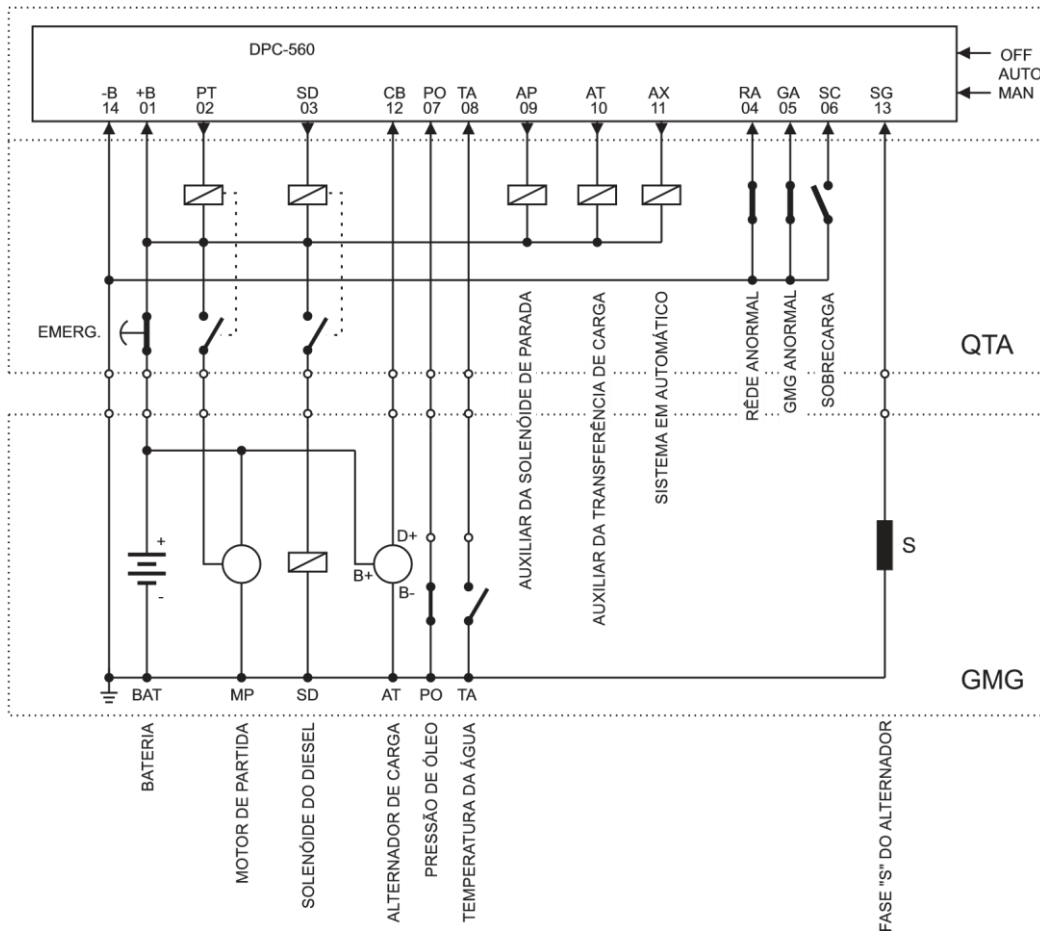 DPC-560
OFF
AUTO
MAN
-B +B PT SD CB PO TA AP AT AX RA GA SC SG
14 01 02 03 12 07 08 09 10 11 04 05 06 13
EMERG.
AUXILIAR DA SOLENÓIDE DE PARADA
AUXILIAR DA TRANSFERÊNCIA DE CARGA
SISTEMA EM AUTOMÁTICO
RÊDE ANORMAL
GMG ANORMAL
SOBRECARGA
QTA
+
-
D+
B+
B-
S
BAT MP SD AT PO TA
GMG
BATERIA
MOTOR DE PARTIDA
SOLENÓIDE DO DIESEL
ALTERNADOR DE CARGA
PRESSÃO DE ÓLEO
TEMPERATURA DA ÁGUA
FASE "S" DO ALTERNADOR